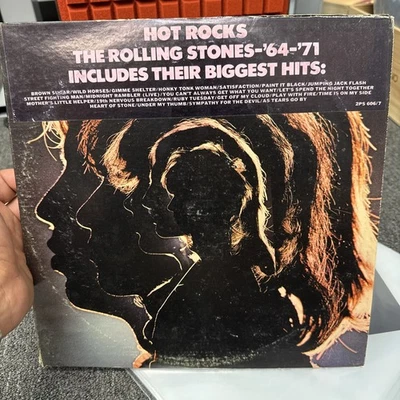 HOT ROCKS
THE ROLLING STONES-'64-'71
INCLUDES THEIR BIGGEST HITS:
BROWN SUGAR/WILD HORSES/GIMME SHELTER/HONKY TONK WOMAN/SATISFACTION/PAINT IT BLACK/JUMPING JACK FLASH
STREET FIGHTING MAN/MIDNIGHT RAMBLER (LIVE)/YOU CAN'T ALWAYS GET WHAT YOU WANT/LET'S SPEND THE NIGHT TOGETHER
MOTHER'S LITTLE HELPER/19TH NERVOUS BREAKDOWN/RUBY TUESDAY/GET OFF MY CLOUD/PLAY WITH FIRE/TIME IS ON MY SIDE
HEART OF STONE/UNDER MY THUMB/SYMPATHY FOR THE DEVIL/AS TEARS GO BY
2PS 606/7